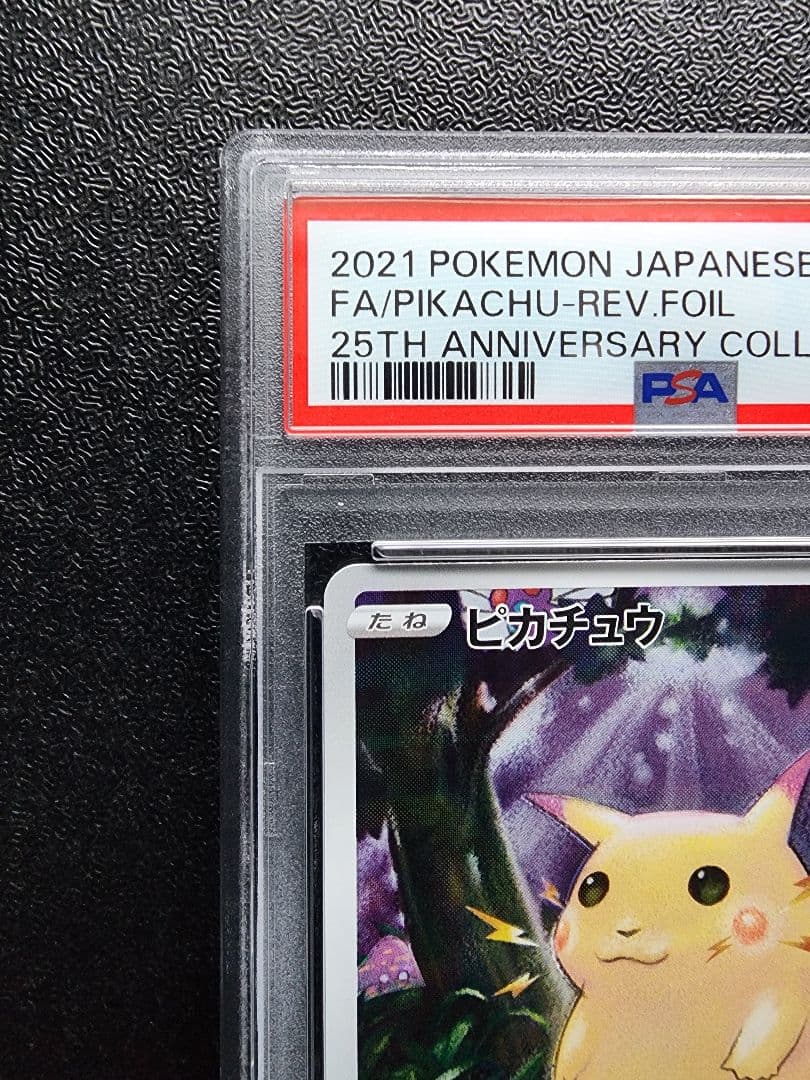 2021 POKEMON JAPANESE
FA/PIKACHU-REV.FOIL
25TH ANNIVERSARY COLL
PSA
たね ピカチュウ